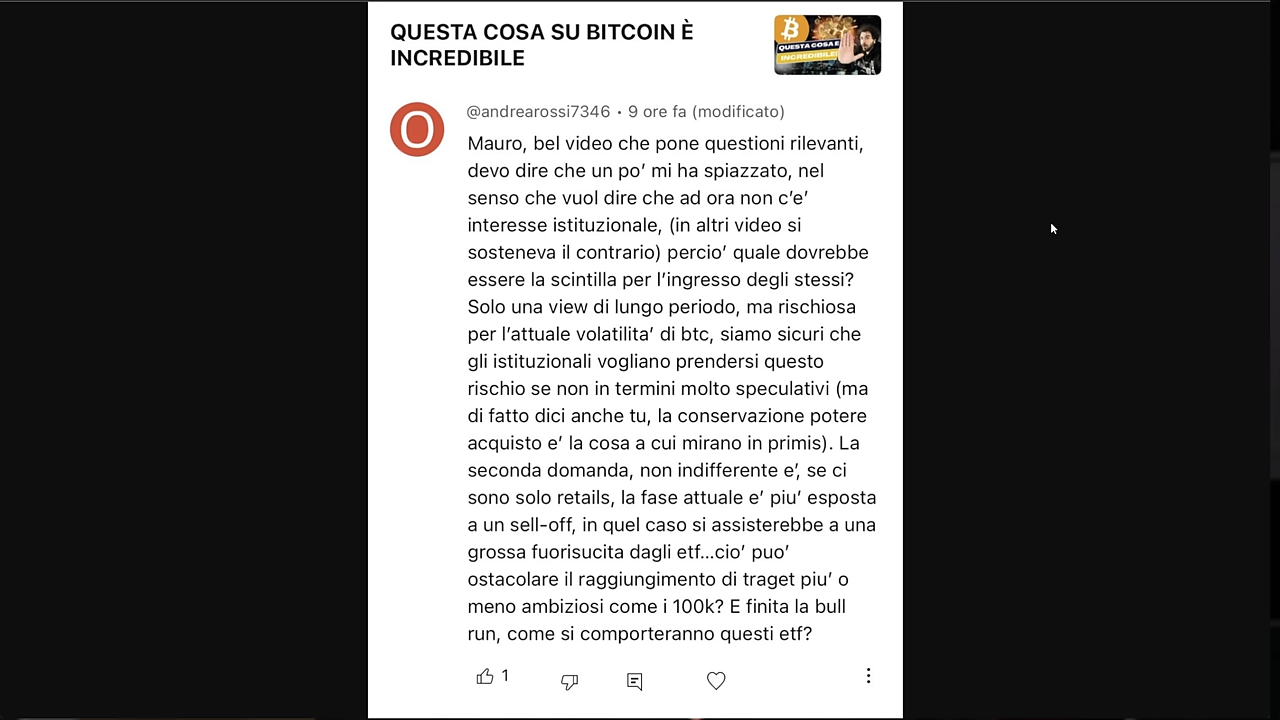 QUESTA COSA SU BITCOIN È
INCREDIBILE
QUESTA COSA È
INCREDIBILE!
@andrearossi7346 • 9 ore fa (modificato)
Mauro, bel video che pone questioni rilevanti,
devo dire che un po’ mi ha spiazzato, nel
senso che vuol dire che ad ora non c’e’
interesse istituzionale, (in altri video si
sosteneva il contrario) percio’ quale dovrebbe
essere la scintilla per l’ingresso degli stessi?
Solo una view di lungo periodo, ma rischiosa
per l’attuale volatilita’ di btc, siamo sicuri che
gli istituzionali vogliano prendersi questo
rischio se non in termini molto speculativi (ma
di fatto dici anche tu, la conservazione potere
acquisto e’ la cosa a cui mirano in primis). La
seconda domanda, non indifferente e’, se ci
sono solo retails, la fase attuale e’ piu’ esposta
a un sell-off, in quel caso si assisterebbe a una
grossa fuorisucita dagli etf...cio’ puo’
ostacolare il raggiungimento di traget piu’ o
meno ambiziosi come i 100k? E finita la bull
run, come si comporteranno questi etf?
1